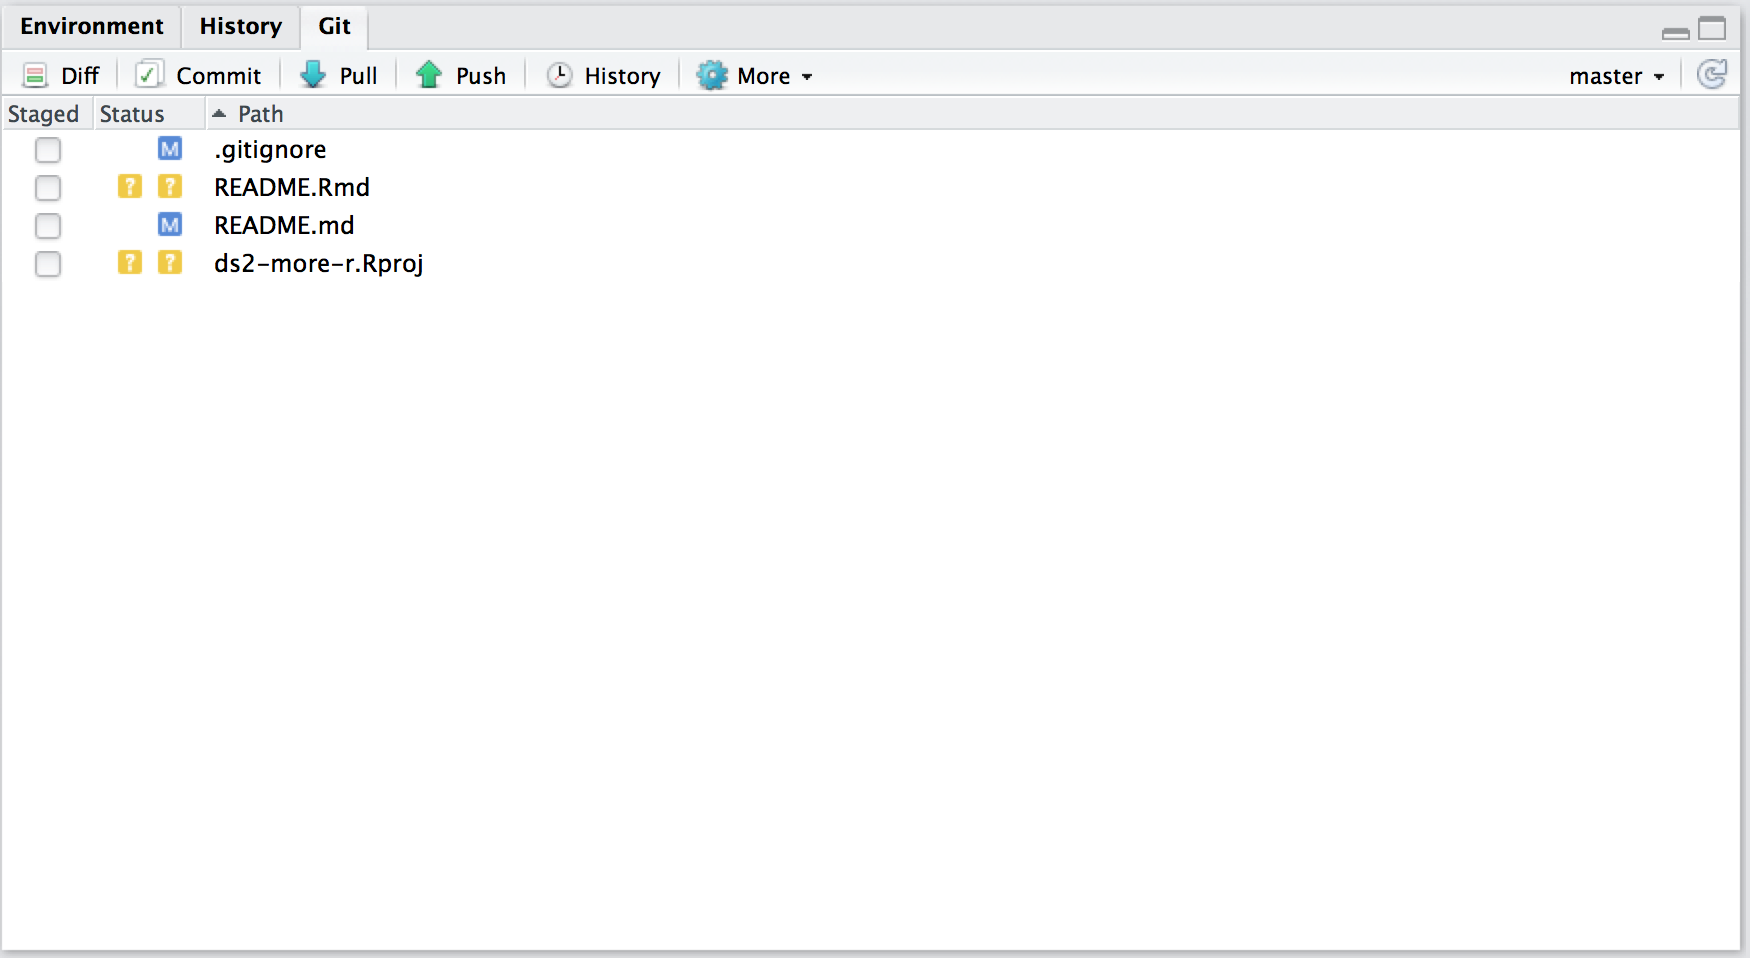 Environment History Git
Diff Commit Pull Push History More master
Staged Status Path
M .gitignore
? ? README.Rmd
M README.md
? ? ds2-more-r.Rproj